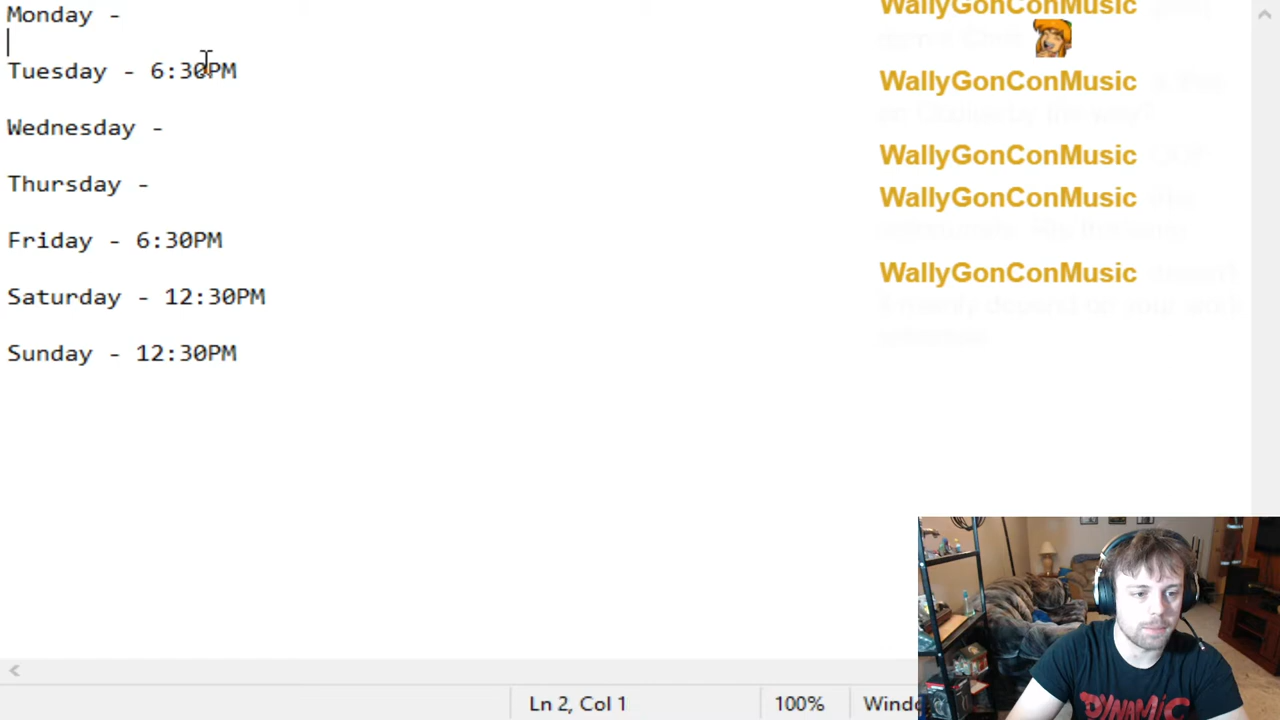 Monday -
WallyGonConMusic
Tuesday - 6:30PM
WallyGonConMusic
Wednesday -
WallyGonConMusic
Thursday -
WallyGonConMusic
Friday - 6:30PM
WallyGonConMusic
Saturday - 12:30PM
Sunday - 12:30PM
Ln 2, Col 1
100%
DYNAMIC